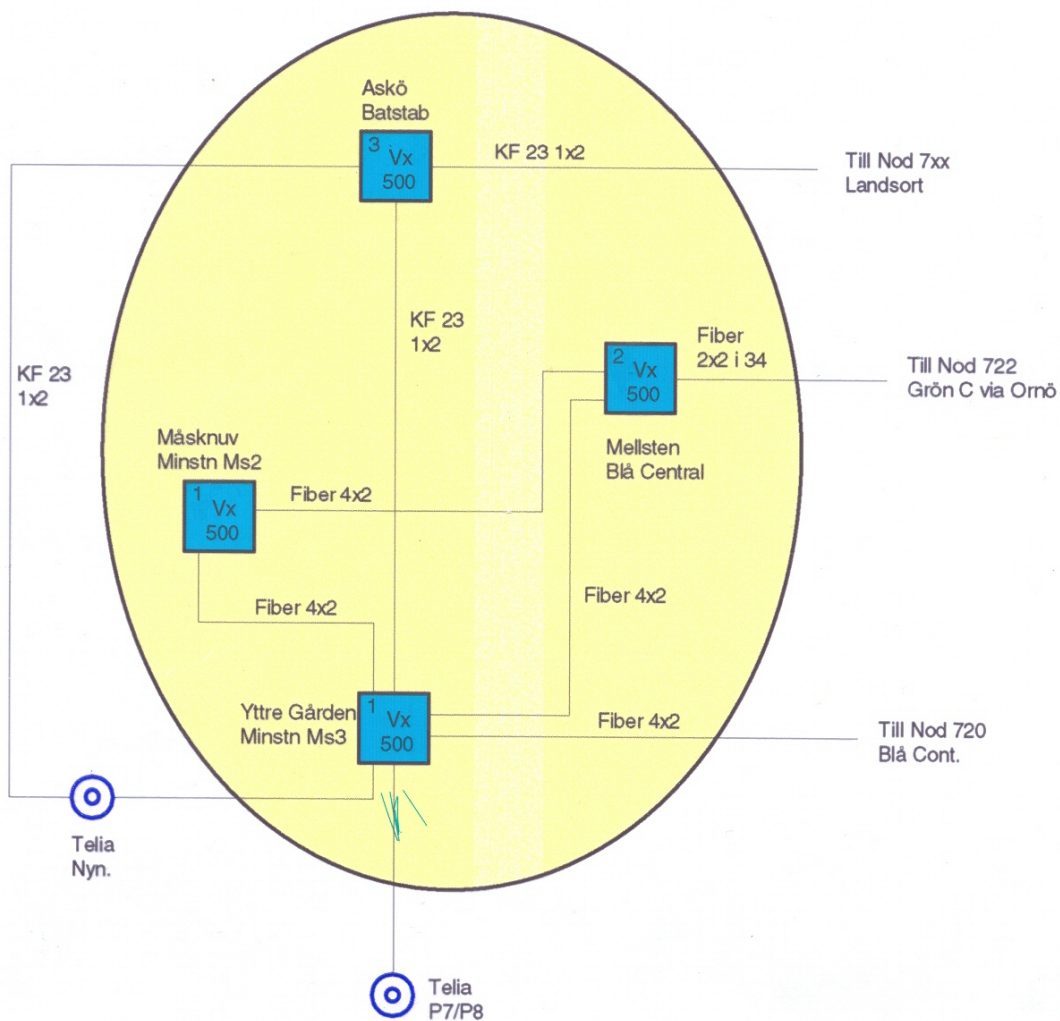 Askö
Batstab
3 Vx
500
KF 23 1x2
Till Nod 7xx
Landsort
KF 23
1x2
KF 23
1x2
Fiber
2x2 i 34
2 Vx
500
Till Nod 722
Grön C via Ornö
Mellsten
Blå Central
Måsknuv
Minstn Ms2
1 Vx
500
Fiber 4x2
Fiber 4x2
Fiber 4x2
Yttre Gården
Minstn Ms3
1 Vx
500
Fiber 4x2
Till Nod 720
Blå Cont.
Telia
Nyn.
Telia
P7/P8